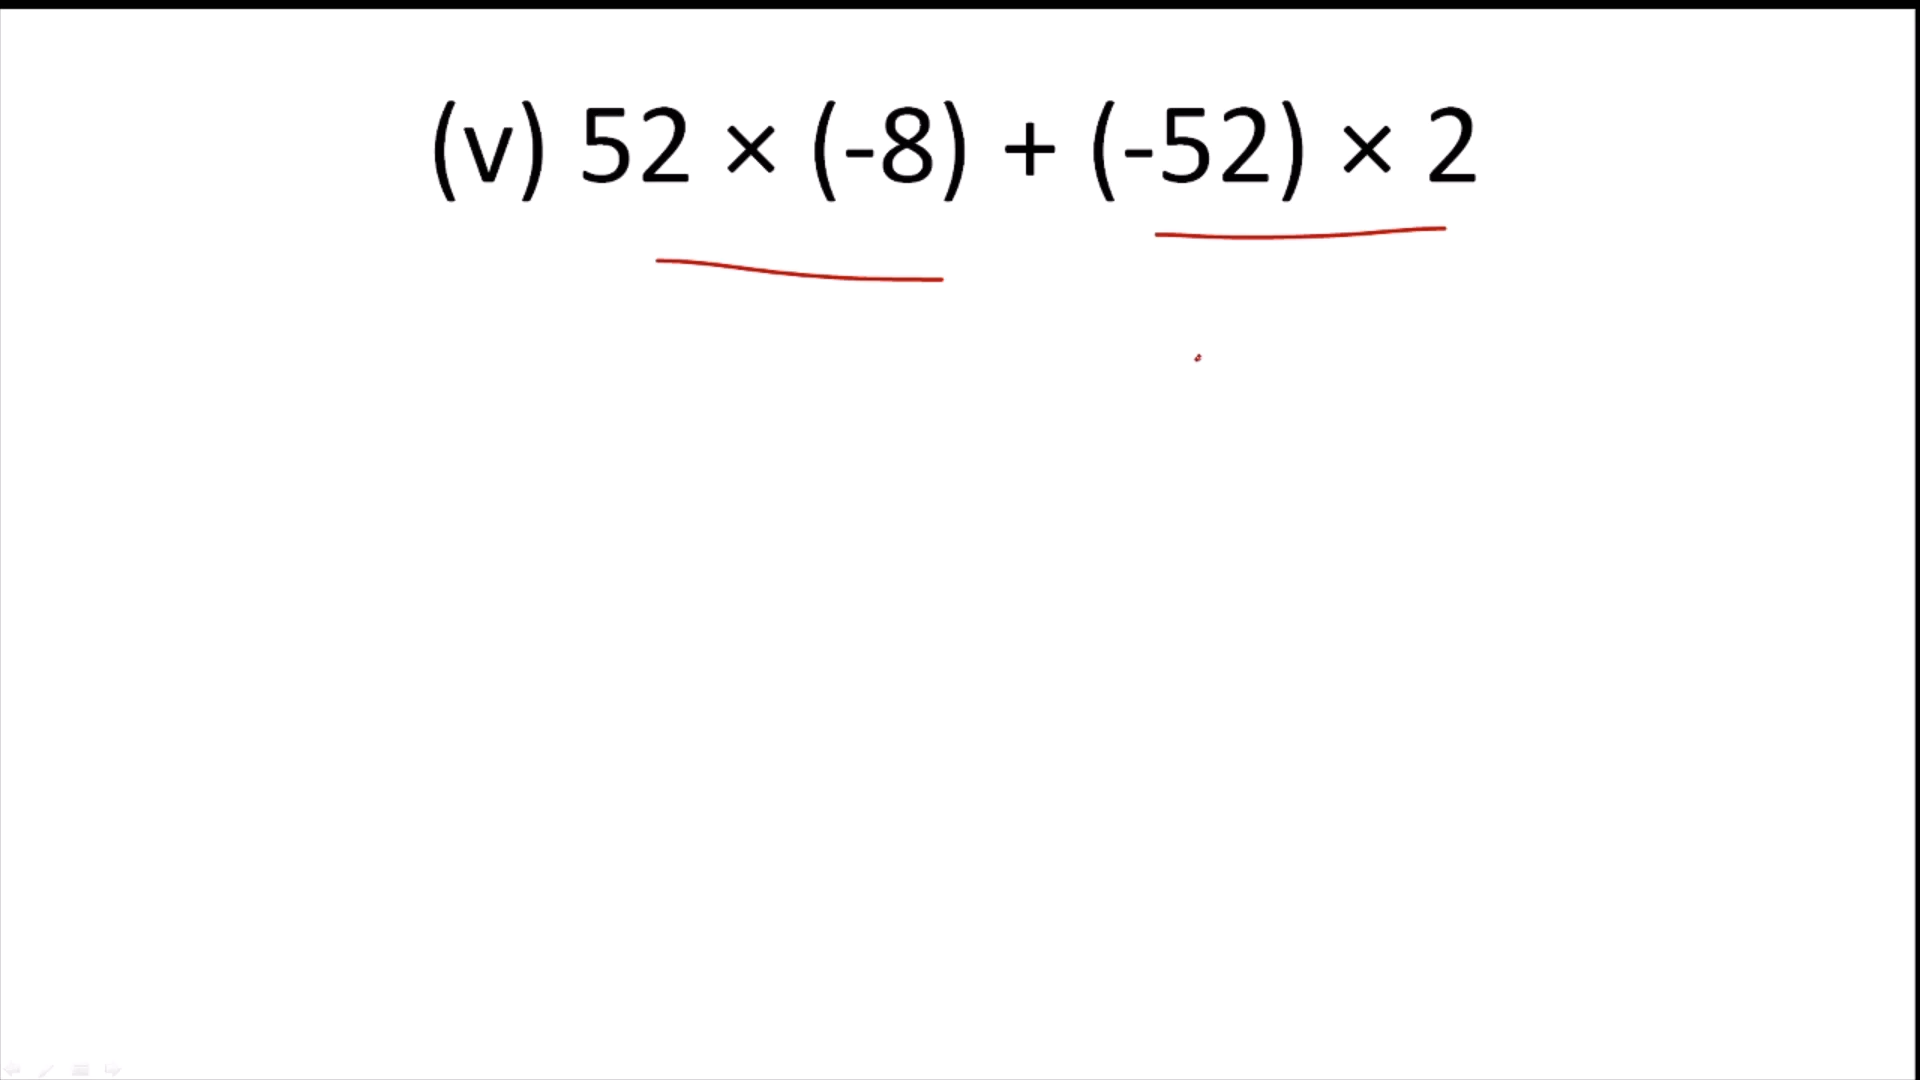 (v) 52 × (-8) + (-52) × 2